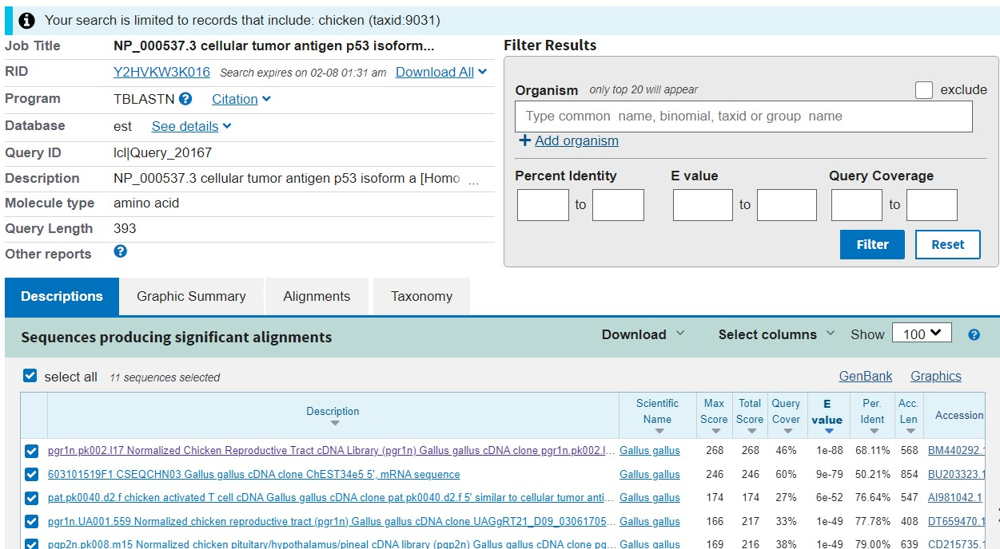 Your search is limited to records that include: chicken (taxid:9031)
Job Title NP_000537.3 cellular tumor antigen p53 isoform...
RID Y2HVKW3K016 Search expires on 02-08 01:31 am Download All
Program TBLASTN Citation
Database est See details
Query ID lcl|Query_20167
Description NP_000537.3 cellular tumor antigen p53 isoform a [Homo ...
Molecule type amino acid
Query Length 393
Other reports
Filter Results
Organism only top 20 will appear exclude
Type common name, binomial, taxid or group name
+ Add organism
Percent Identity E value Query Coverage
to to to
Filter Reset
Descriptions Graphic Summary Alignments Taxonomy
Sequences producing significant alignments Download Select columns Show 100
select all 11 sequences selected GenBank Graphics
Description Scientific Name Max Score Total Score Query Cover E value Per. Ident Acc. Len Accession
pgr1n.pk002.l17 Normalized Chicken Reproductive Tract cDNA Library (pgr1n) Gallus gallus cDNA clone pgr1n.pk002.l... Gallus gallus 268 268 46% 1e-88 68.11% 568 BM440292.1
603101519F1 CSEQCHN03 Gallus gallus cDNA clone ChEST34e5 5', mRNA sequence Gallus gallus 246 246 60% 9e-79 50.21% 854 BU203323.1
pat.pk0040.d2.f chicken activated T cell cDNA Gallus gallus cDNA clone pat.pk0040.d2.f 5' similar to cellular tumor anti... Gallus gallus 174 174 27% 6e-52 76.64% 547 AI981042.1
pgr1n.UA001.559 Normalized chicken reproductive tract (pgr1n) Gallus gallus cDNA clone UAGgRT21_D09_03061705... Gallus gallus 166 217 33% 1e-49 77.78% 408 DT659470.1
pgp2n.pk008.m15 Normalized chicken pituitary/hypothalamus/pineal cDNA library (pgp2n) Gallus gallus cDNA clone pg... Gallus gallus 169 216 38% 1e-49 79.00% 639 CD215735.1